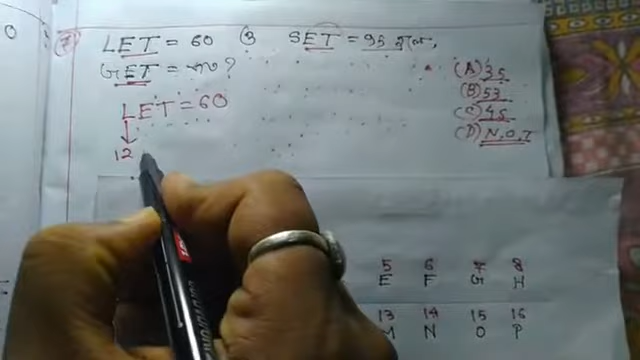 7 LET = 60 ও SET = 95 হলে,
GET = কত?
(A) 35
(B) 53
(C) 45
(D) N.O.T
LET = 60
12
5 6 7 8
E F G H
13 14 15 16
M N O P